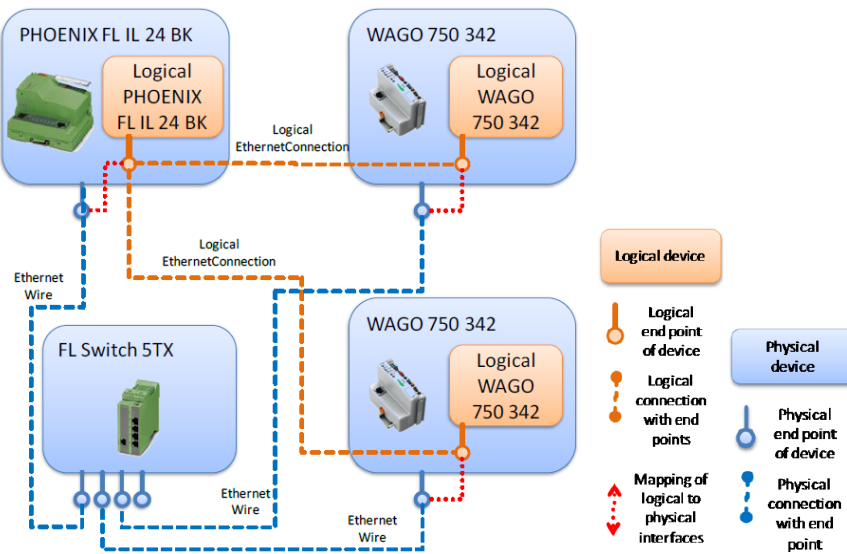 PHOENIX FL IL 24 BK
Logical
PHOENIX
FL IL 24 BK
WAGO 750 342
Logical
WAGO
750 342
Logical
EthernetConnection
Logical
EthernetConnection
Ethernet
Wire
FL Switch 5TX
WAGO 750 342
Logical
WAGO
750 342
Ethernet
Wire
Ethernet
Wire
Logical device
Logical
end point
of device
Logical
connection
with end
points
Mapping of
logical to
physical
interfaces
Physical
device
Physical
end point
of device
Physical
connection
with end
point